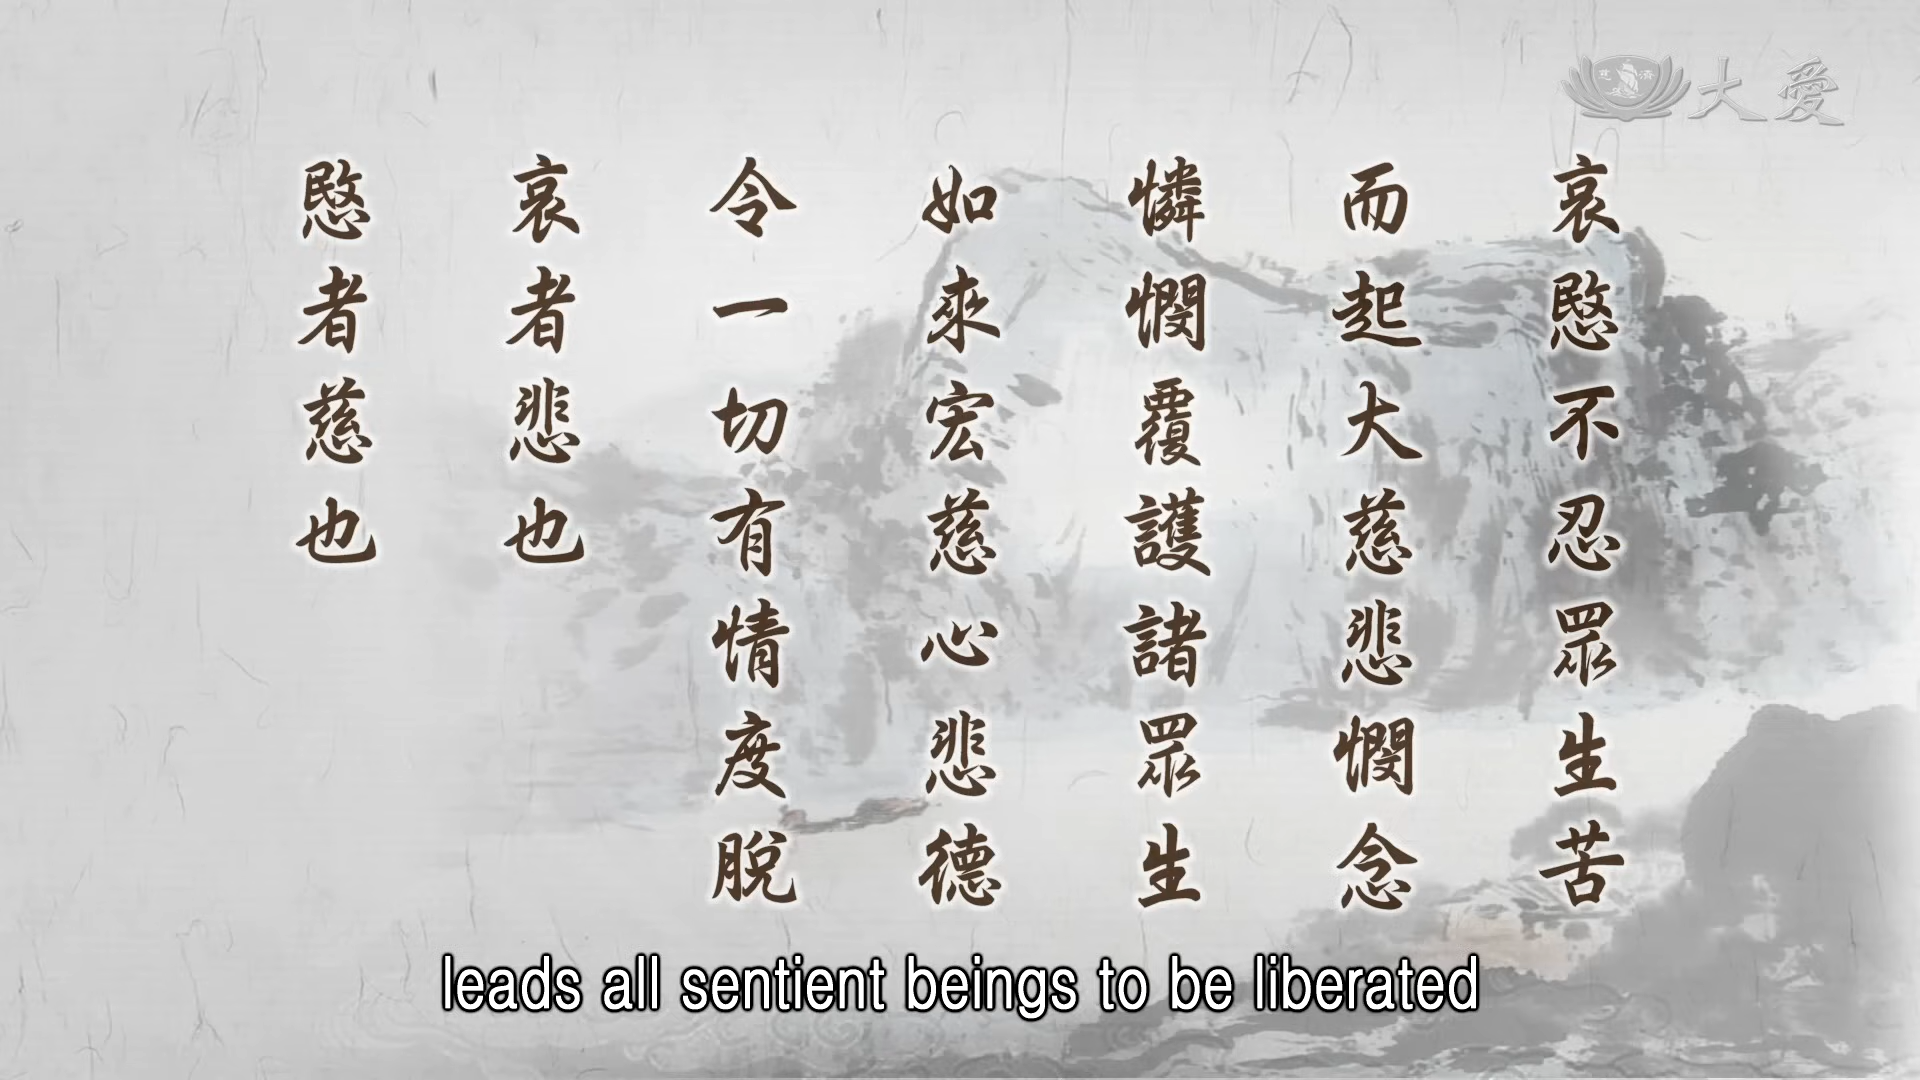 大愛
哀愍不忍眾生苦
而起大慈悲憫念
憐憫覆護諸眾生
如來宏慈心悲德
令一切有情度脫
哀者悲也
愍者慈也
leads all sentient beings to be liberated